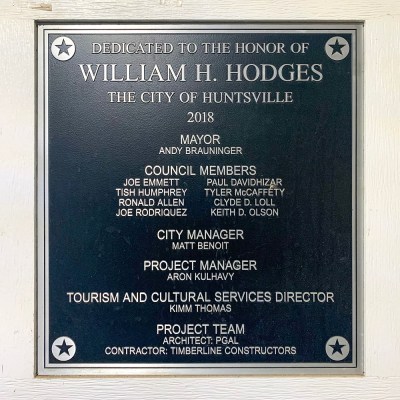 DEDICATED TO THE HONOR OF
WILLIAM H. HODGES
THE CITY OF HUNTSVILLE
2018
MAYOR
ANDY BRAUNINGER
COUNCIL MEMBERS
JOE EMMETT PAUL DAVIDHIZAR
TISH HUMPHREY TYLER McCAFFETY
RONALD ALLEN CLYDE D. LOLL
JOE RODRIQUEZ KEITH D. OLSON
CITY MANAGER
MATT BENOIT
PROJECT MANAGER
ARON KULHAVY
TOURISM AND CULTURAL SERVICES DIRECTOR
KIMM THOMAS
PROJECT TEAM
ARCHITECT: PGAL
CONTRACTOR: TIMBERLINE CONSTRUCTORS